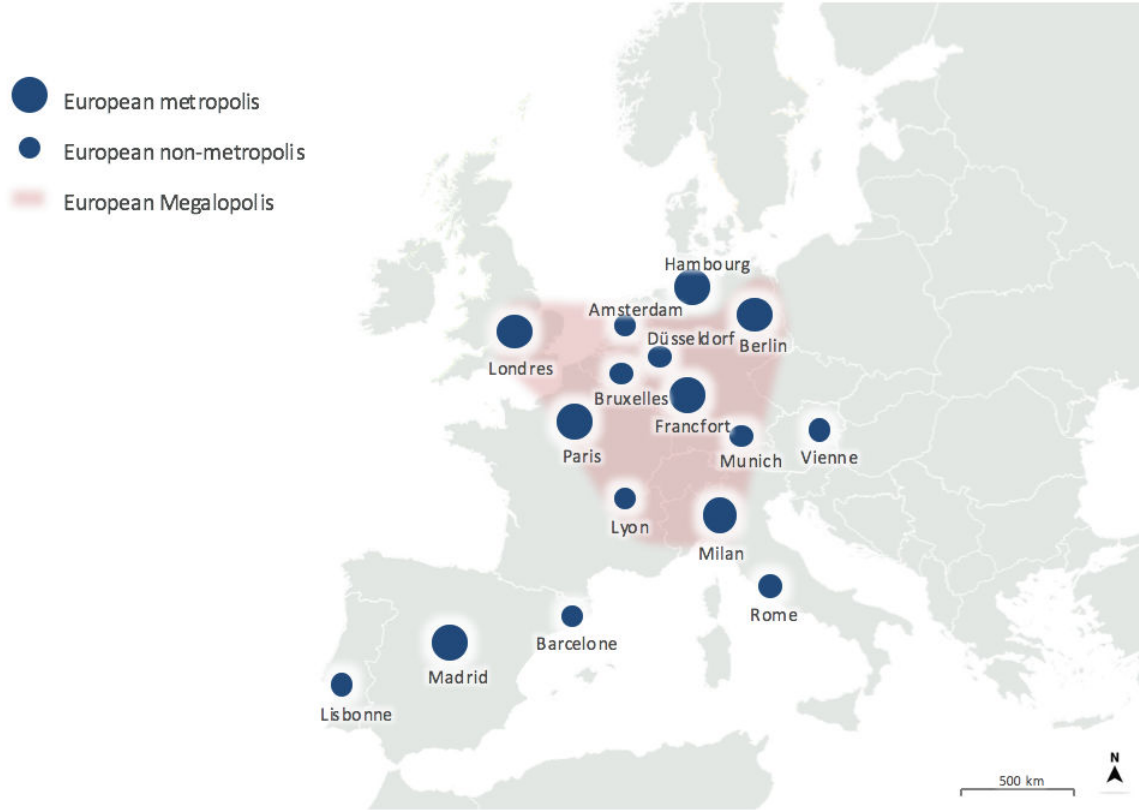 European metropolis
European non-metropolis
European Megalopolis
Hambourg
Amsterdam
Düsseldorf
Berlin
Londres
Bruxelles
Francfort
Paris
Munich
Vienne
Lyon
Milan
Rome
Barcelone
Madrid
Lisbonne
N
500 km